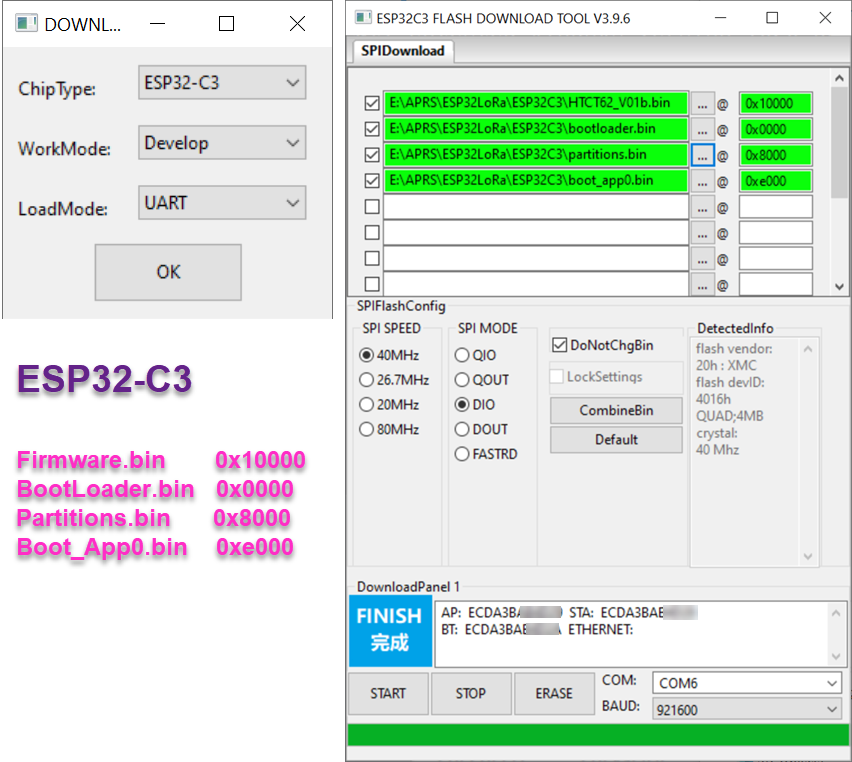 DOWNL...
ChipType: ESP32-C3
WorkMode: Develop
LoadMode: UART
OK
ESP32-C3
Firmware.bin 0x10000
BootLoader.bin 0x0000
Partitions.bin 0x8000
Boot_App0.bin 0xe000
ESP32C3 FLASH DOWNLOAD TOOL V3.9.6
SPIDownload
E:\APRS\ESP32LoRa\ESP32C3\HTCT62_V01b.bin ... @ 0x10000
E:\APRS\ESP32LoRa\ESP32C3\bootloader.bin ... @ 0x0000
E:\APRS\ESP32LoRa\ESP32C3\partitions.bin ... @ 0x8000
E:\APRS\ESP32LoRa\ESP32C3\boot_app0.bin ... @ 0xe000
... @
... @
... @
... @
SPIFlashConfig
SPI SPEED
40MHz
26.7MHz
20MHz
80MHz
SPI MODE
QIO
QOUT
DIO
DOUT
FASTRD
DoNotChgBin
LockSettings
CombineBin
Default
DetectedInfo
flash vendor:
20h : XMC
flash devID:
4016h
QUAD;4MB
crystal:
40 Mhz
DownloadPanel 1
FINISH
完成
AP: ECDA3BA STA: ECDA3BAE
BT: ECDA3BAE ETHERNET:
START
STOP
ERASE
COM: COM6
BAUD: 921600